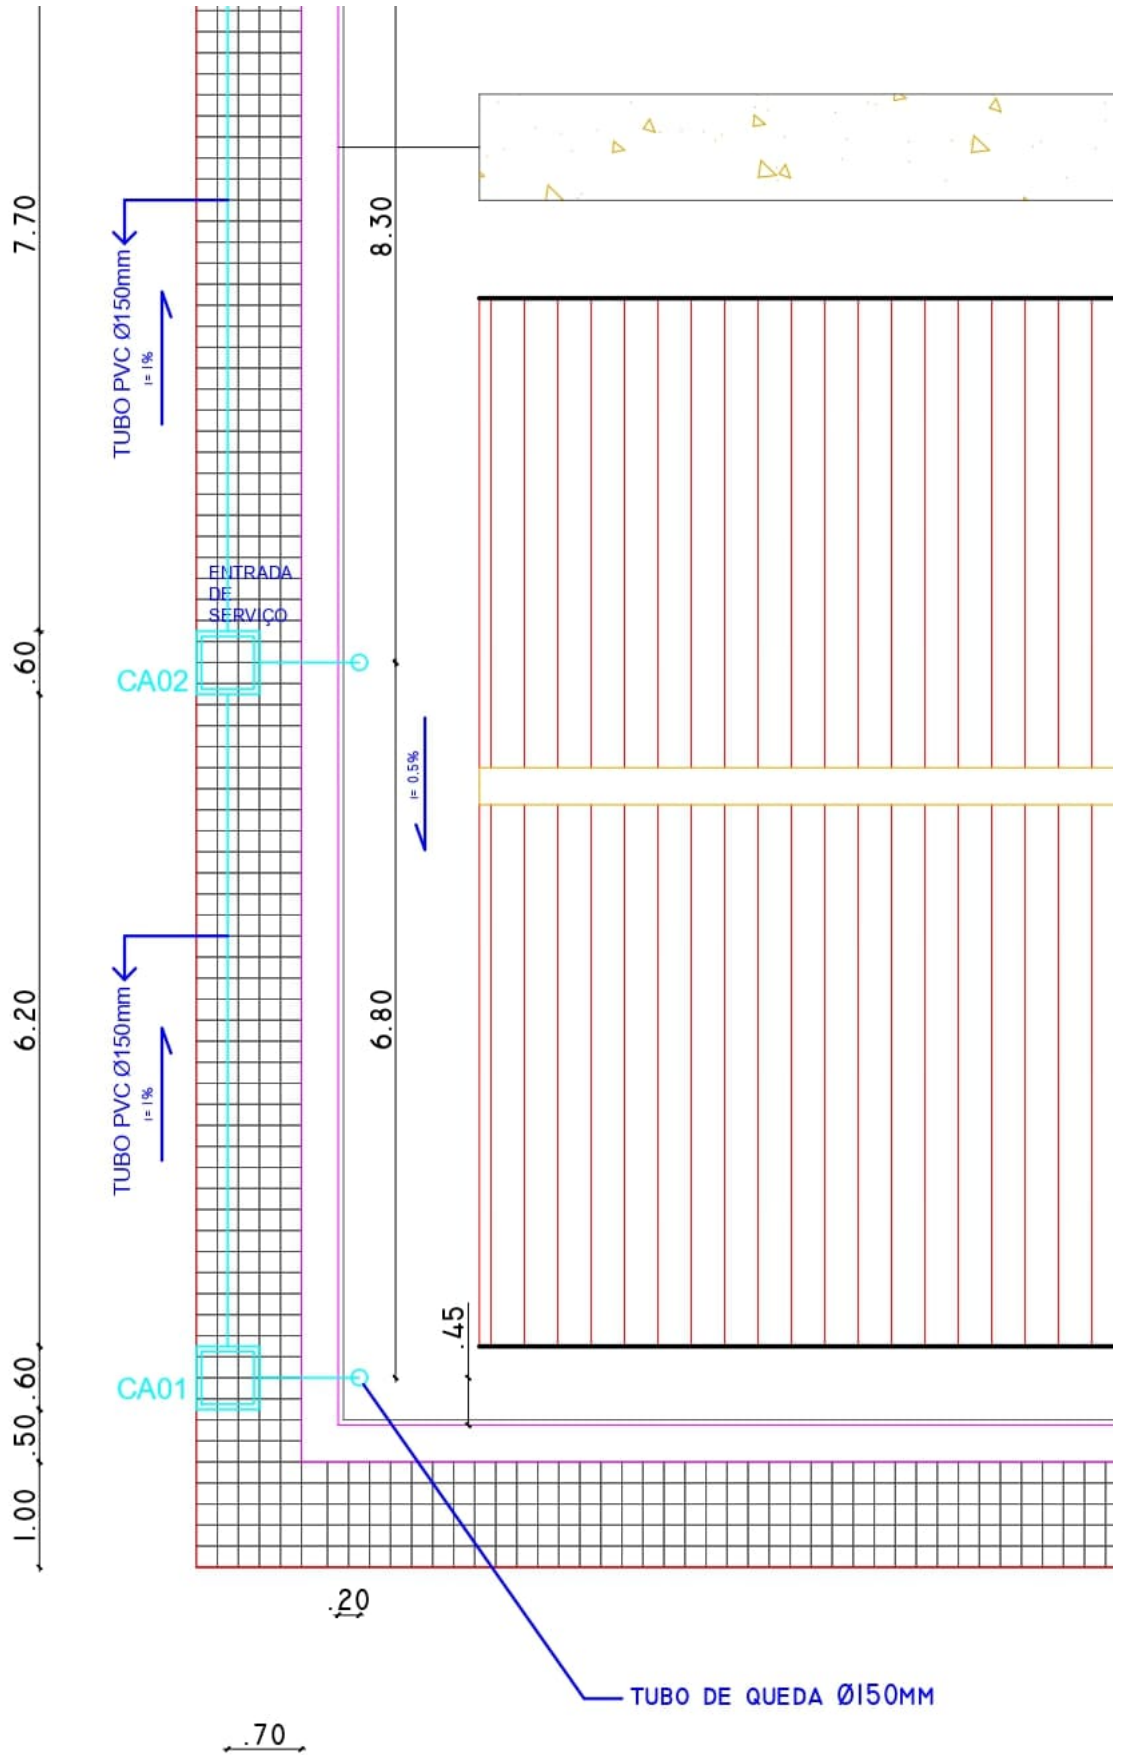 7.70
8.30
TUBO PVC Ø150mm
i= 1%
ENTRADA
DE
SERVIÇO
.60
CA02
i= 0.5%
6.20
6.80
TUBO PVC Ø150mm
i= 1%
.45
.60
CA01
.50
1.00
.20
TUBO DE QUEDA Ø150MM
.70